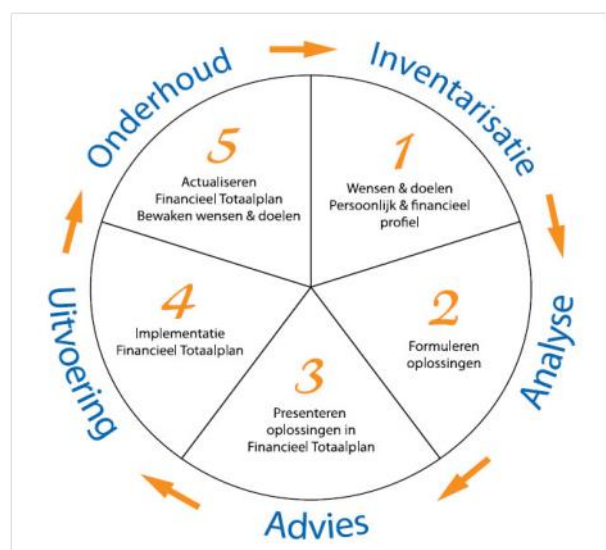 Inventarisatie
1
Wensen & doelen
Persoonlijk & financieel
profiel
Analyse
2
Formuleren
oplossingen
Advies
3
Presenteren
oplossingen in
Financieel Totaalplan
Uitvoering
4
Implementatie
Financieel Totaalplan
Onderhoud
5
Actualiseren
Financieel Totaalplan
Bewaken wensen & doelen